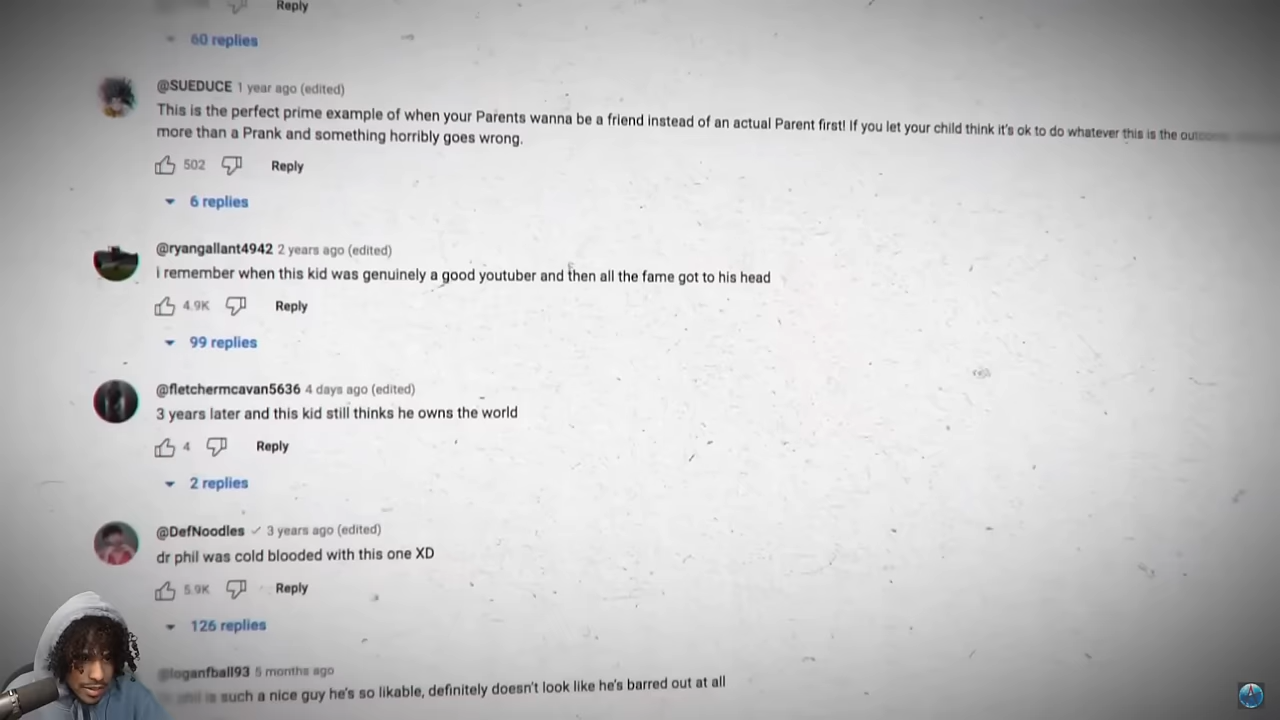 Reply
60 replies
@SUEDUCE 1 year ago (edited)
This is the perfect prime example of when your Parents wanna be a friend instead of an actual Parent first! If you let your child think it's ok to do whatever this is the
more than a Prank and something horribly goes wrong.
502 Reply
6 replies
@ryangallant4942 2 years ago (edited)
i remember when this kid was genuinely a good youtuber and then all the fame got to his head
4.9K Reply
99 replies
@fletchermcavan5636 4 days ago (edited)
3 years later and this kid still thinks he owns the world
4 Reply
2 replies
@DefNoodles 3 years ago (edited)
dr phil was cold blooded with this one XD
5.9K Reply
126 replies
@loganfball93 5 months ago
is such a nice guy he's so likable, definitely doesn't look like he's barred out at all